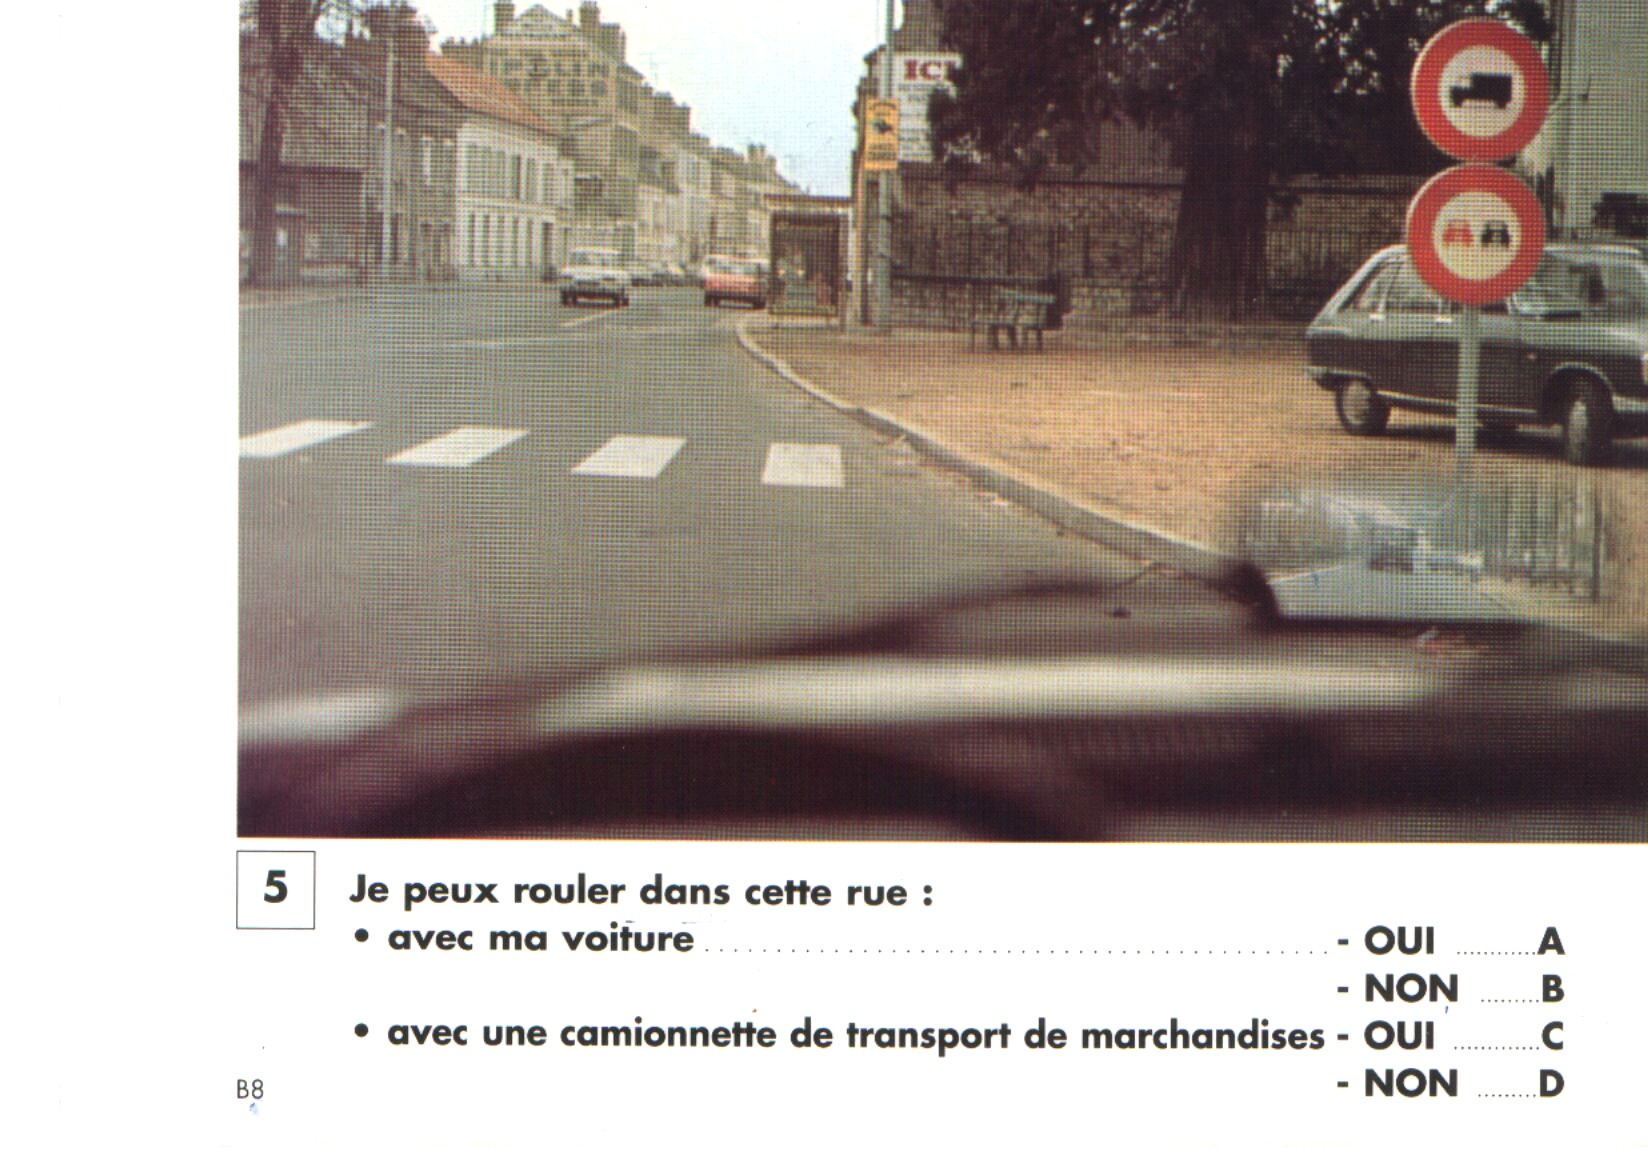 IC
5
Je peux rouler dans cette rue :
• avec ma voiture ........ - OUI ........ A
- NON ........ B
• avec une camionnette de transport de marchandises - OUI ........ C
- NON ........ D
B8